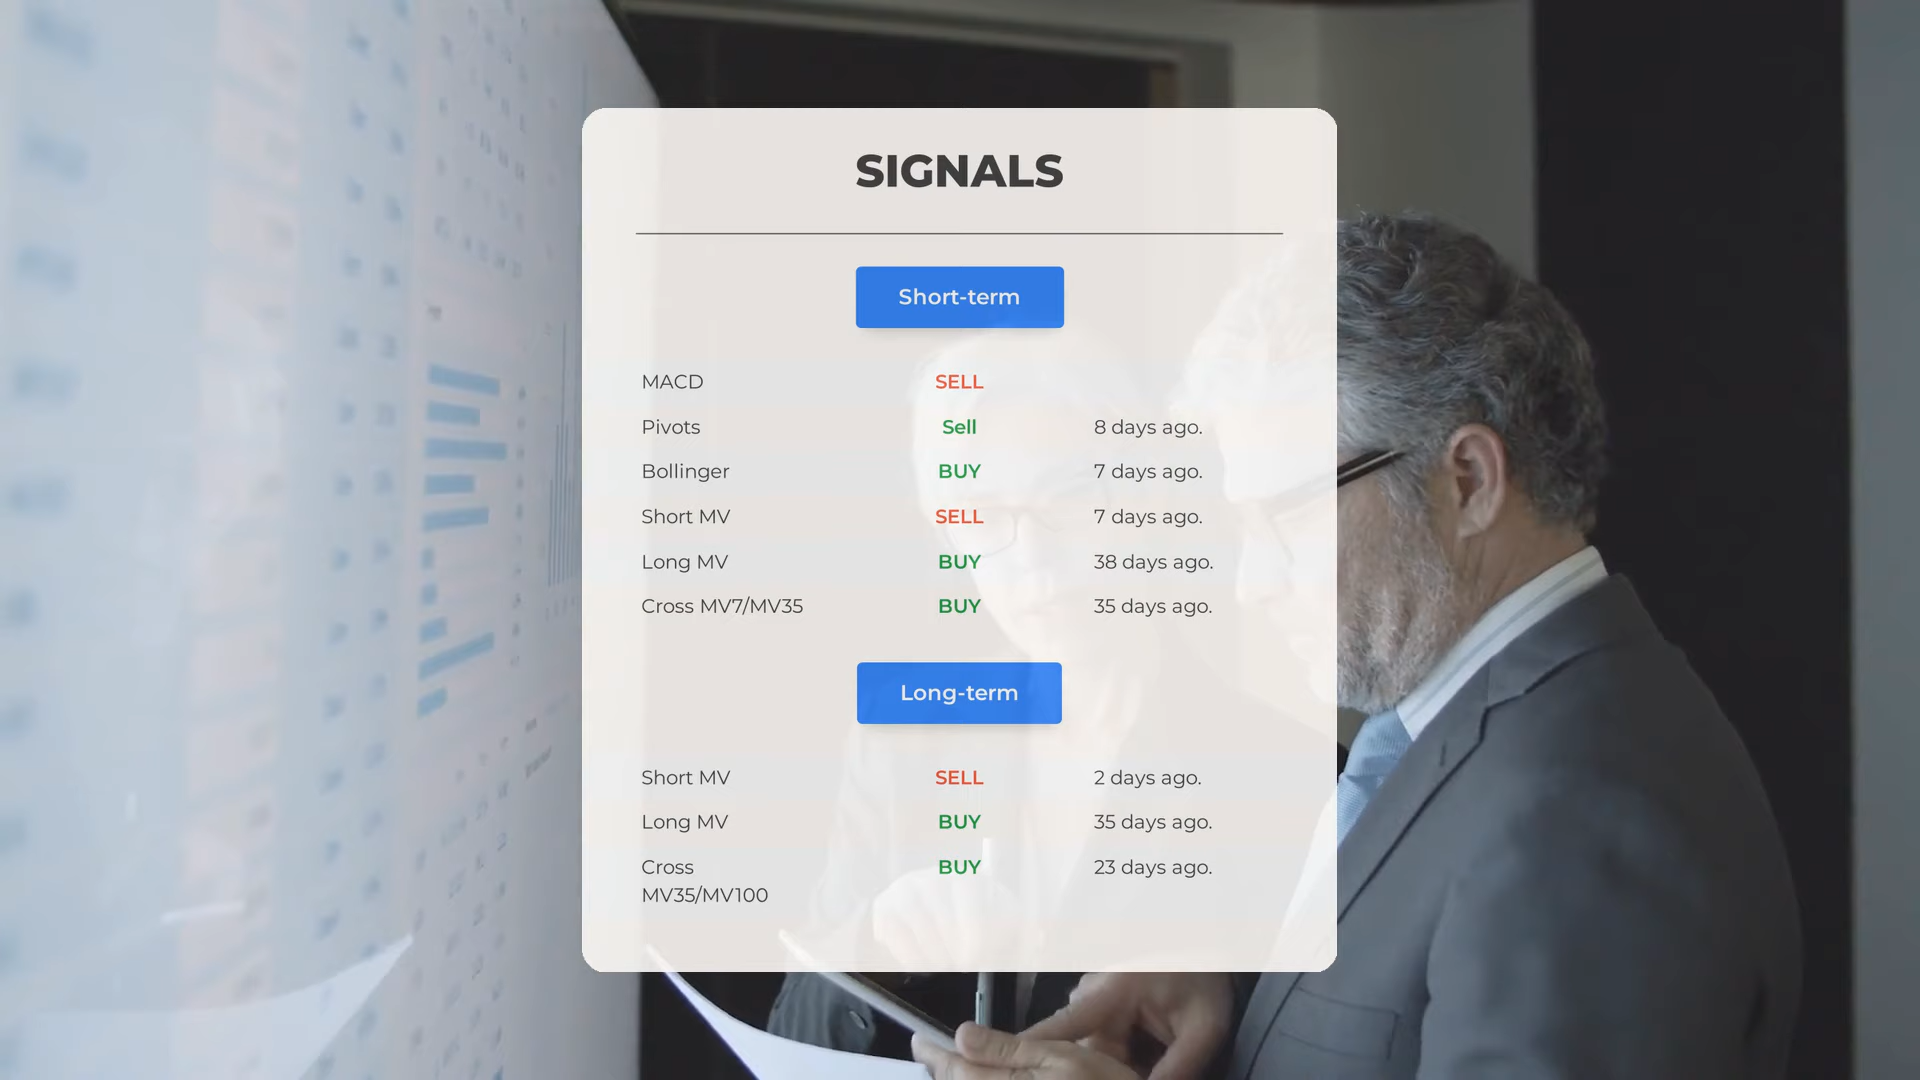 SIGNALS
Short-term
MACD SELL
Pivots Sell 8 days ago.
Bollinger BUY 7 days ago.
Short MV SELL 7 days ago.
Long MV BUY 38 days ago.
Cross MV7/MV35 BUY 35 days ago.
Long-term
Short MV SELL 2 days ago.
Long MV BUY 35 days ago.
Cross BUY 23 days ago.
MV35/MV100